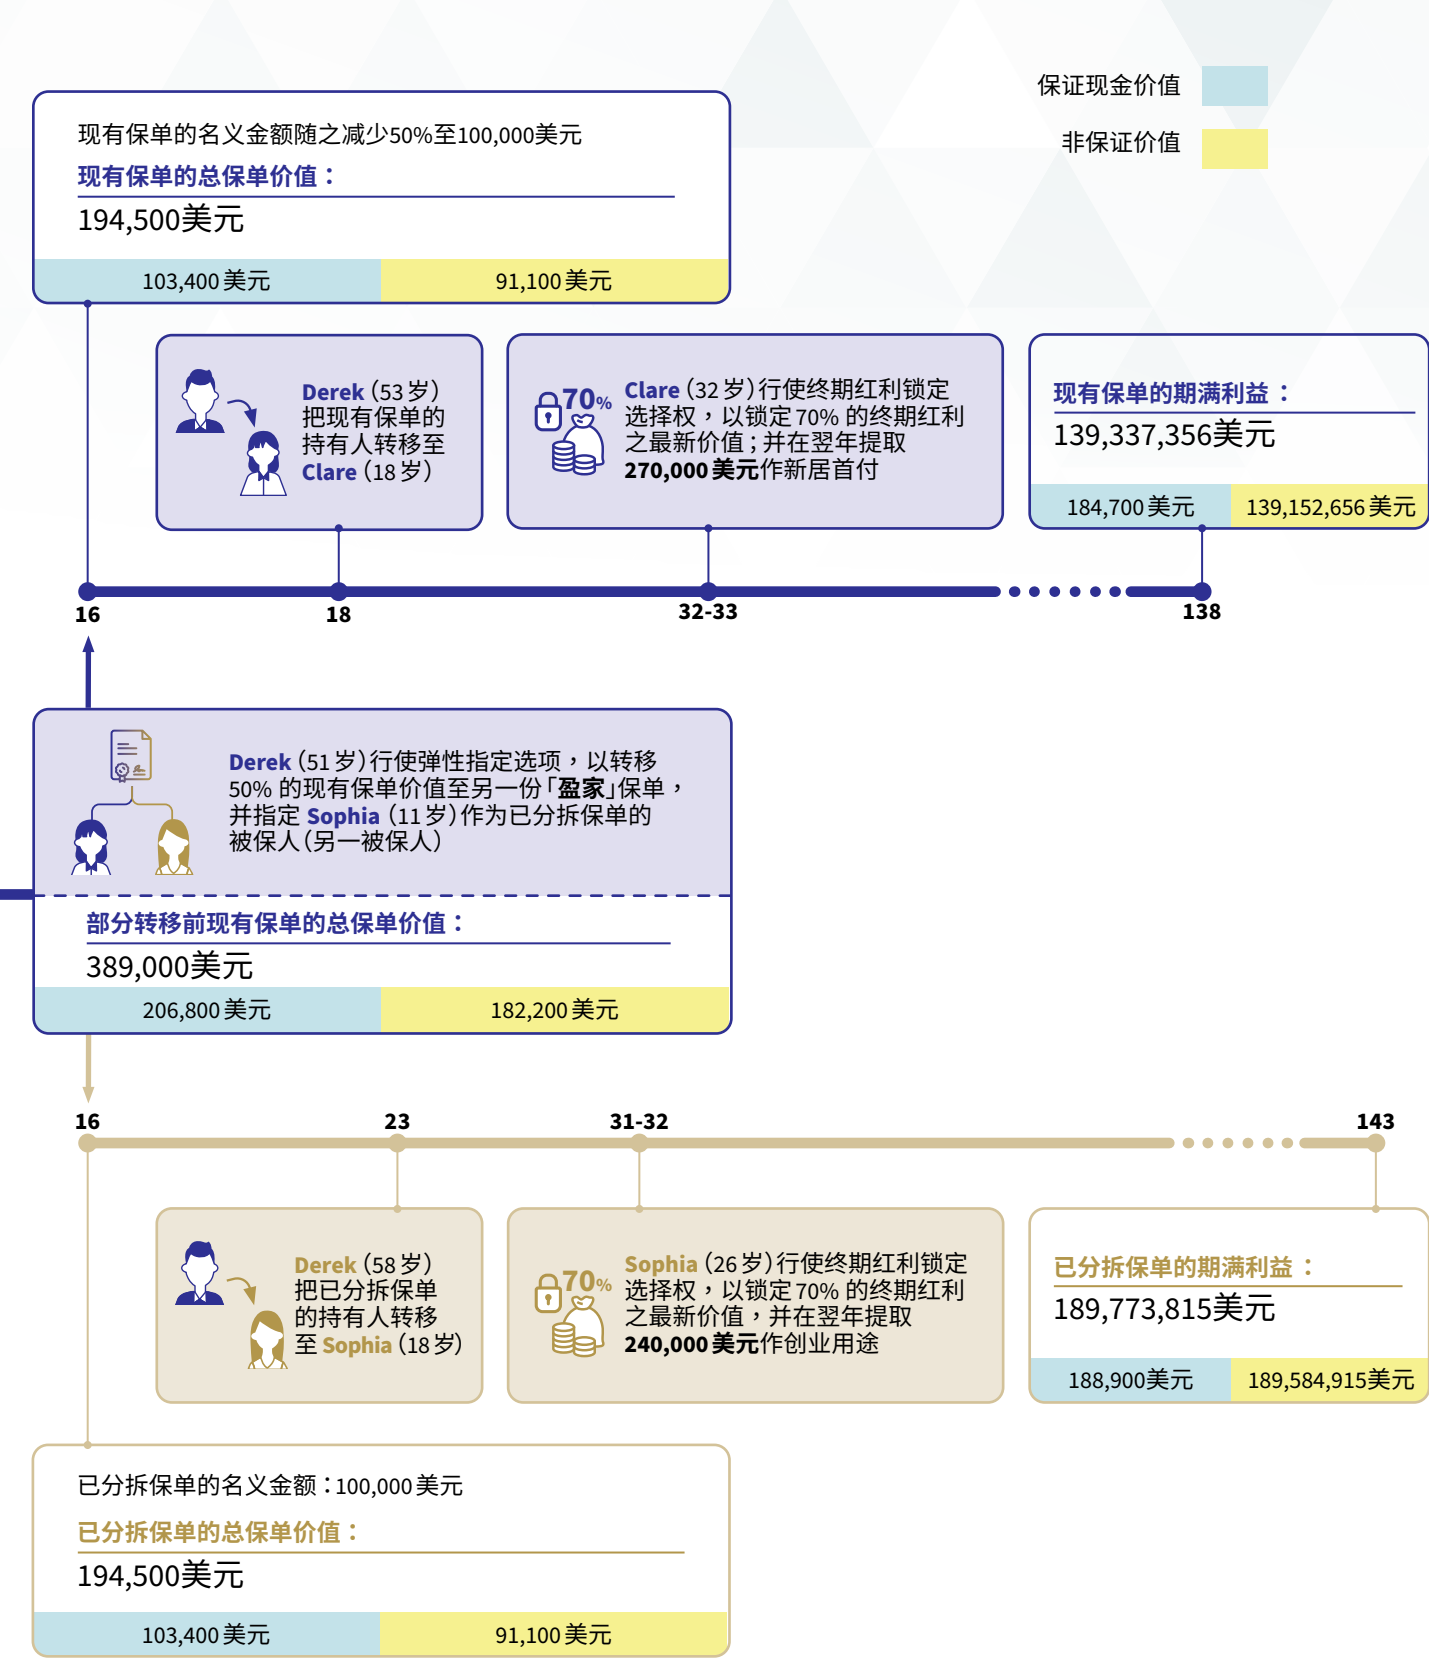 保证现金价值
非保证价值
现有保单的名义金额随之减少50%至100,000美元
现有保单的总保单价值：
194,500美元
103,400美元
91,100美元
Derek（53岁）
把现有保单的
持有人转移至
Clare（18岁）
70%
Clare（32岁）行使终期红利锁定
选择权，以锁定70% 的终期红利
之最新价值；并在翌年提取
270,000美元作新居首付
现有保单的期满利益：
139,337,356美元
184,700美元
139,152,656美元
16
18
32-33
138
Derek（51岁）行使弹性指定选项，以转移
50% 的现有保单价值至另一份「盈家」保单，
并指定 Sophia（11岁）作为已分拆保单的
被保人（另一被保人）
部分转移前现有保单的总保单价值：
389,000美元
206,800美元
182,200美元
16
23
31-32
143
Derek（58岁）
把已分拆保单
的持有人转移
至 Sophia（18岁）
70%
Sophia（26岁）行使终期红利锁定
选择权，以锁定70% 的终期红利
之最新价值，并在翌年提取
240,000美元作创业用途
已分拆保单的期满利益：
189,773,815美元
188,900美元
189,584,915美元
已分拆保单的名义金额：100,000美元
已分拆保单的总保单价值：
194,500美元
103,400美元
91,100美元